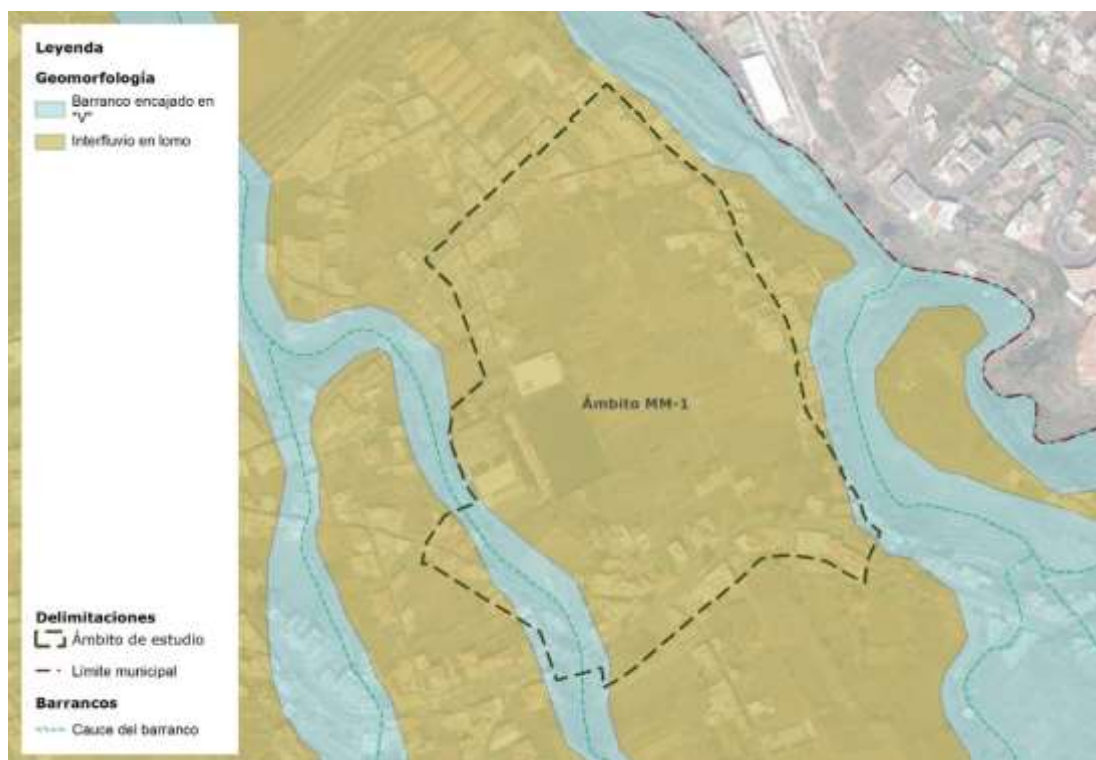 Leyenda
Geomorfología
Barranco encajado en
"V"
Interfluvio en lomo
Ámbito MM-1
Delimitaciones
Ámbito de estudio
Límite municipal
Barrancos
Cauce del barranco